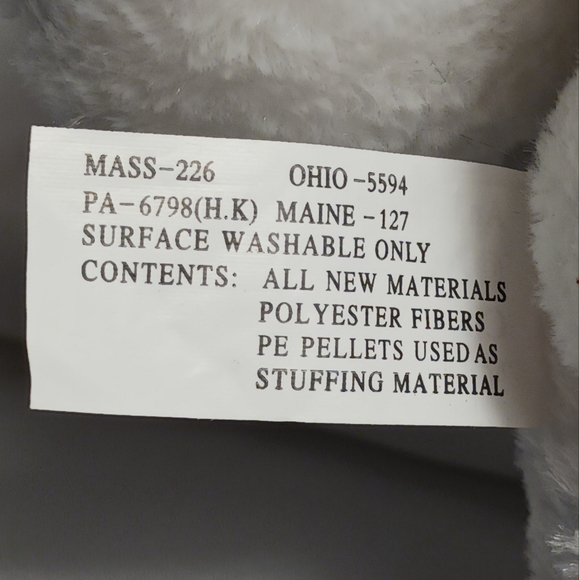 MASS-226 OHIO-5594
PA-6798(H.K) MAINE-127
SURFACE WASHABLE ONLY
CONTENTS: ALL NEW MATERIALS
POLYESTER FIBERS
PE PELLETS USED AS
STUFFING MATERIAL